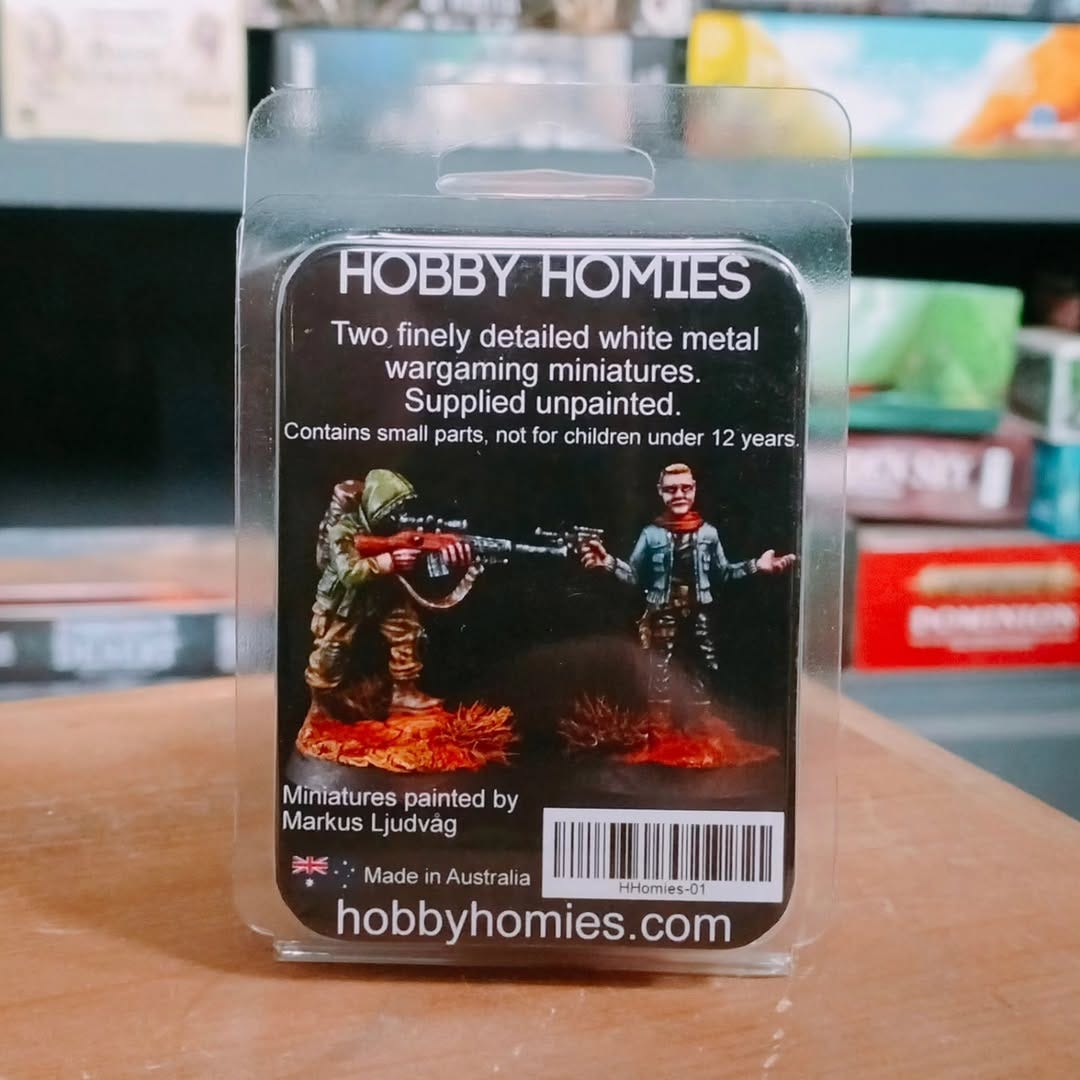 HOBBY HOMIES
Two finely detailed white metal
wargaming miniatures.
Supplied unpainted.
Contains small parts, not for children under 12 years.
Miniatures painted by
Markus Ljudvåg
Made in Australia
HHomies-01
hobbyhomies.com
DOMINION